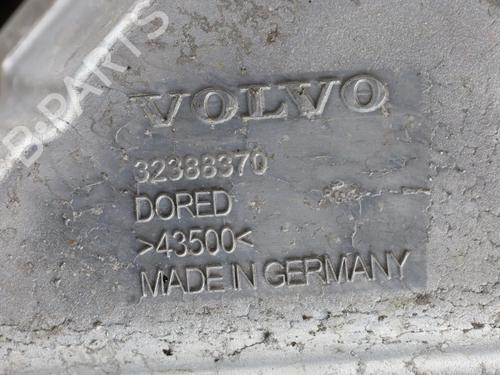 B-PARTS
VOLVO
32388370
DORED
>43500<
MADE IN GERMANY